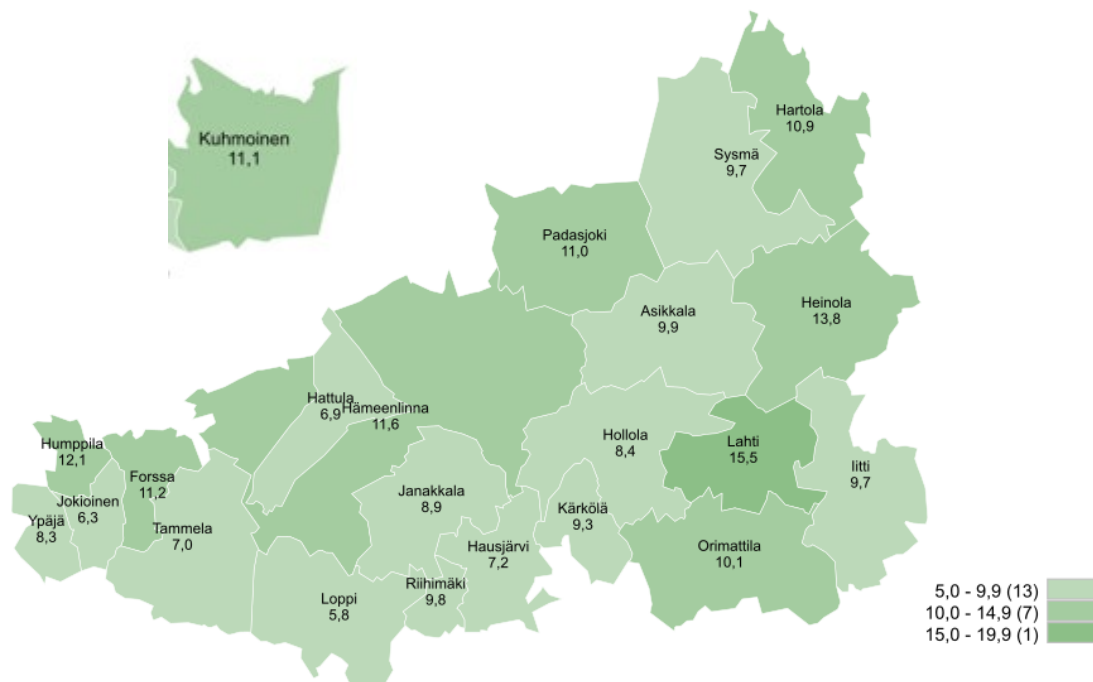 Kuhmoinen
11,1
Hartola
10,9
Sysmä
9,7
Padasjoki
11,0
Asikkala
9,9
Heinola
13,8
Hattula
6,9
Hämeenlinna
11,6
Hollola
8,4
Lahti
15,5
Iitti
9,7
Humppila
12,1
Forssa
11,2
Jokioinen
6,3
Ypäjä
8,3
Tammela
7,0
Janakkala
8,9
Kärkölä
9,3
Hausjärvi
7,2
Orimattila
10,1
Riihimäki
9,8
Loppi
5,8
5,0 - 9,9 (13)
10,0 - 14,9 (7)
15,0 - 19,9 (1)